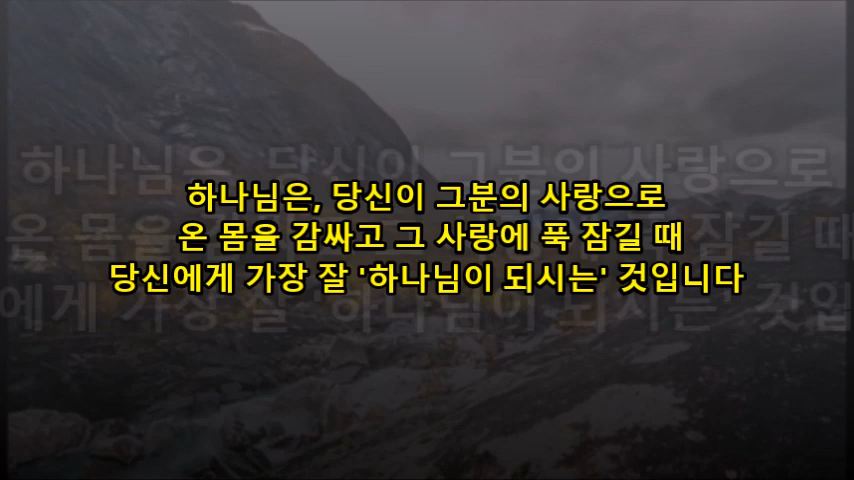 하나님은, 당신이 그분의 사랑으로
온 몸을 감싸고 그 사랑에 푹 잠길 때
당신에게 가장 잘 '하나님이 되시는' 것입니다